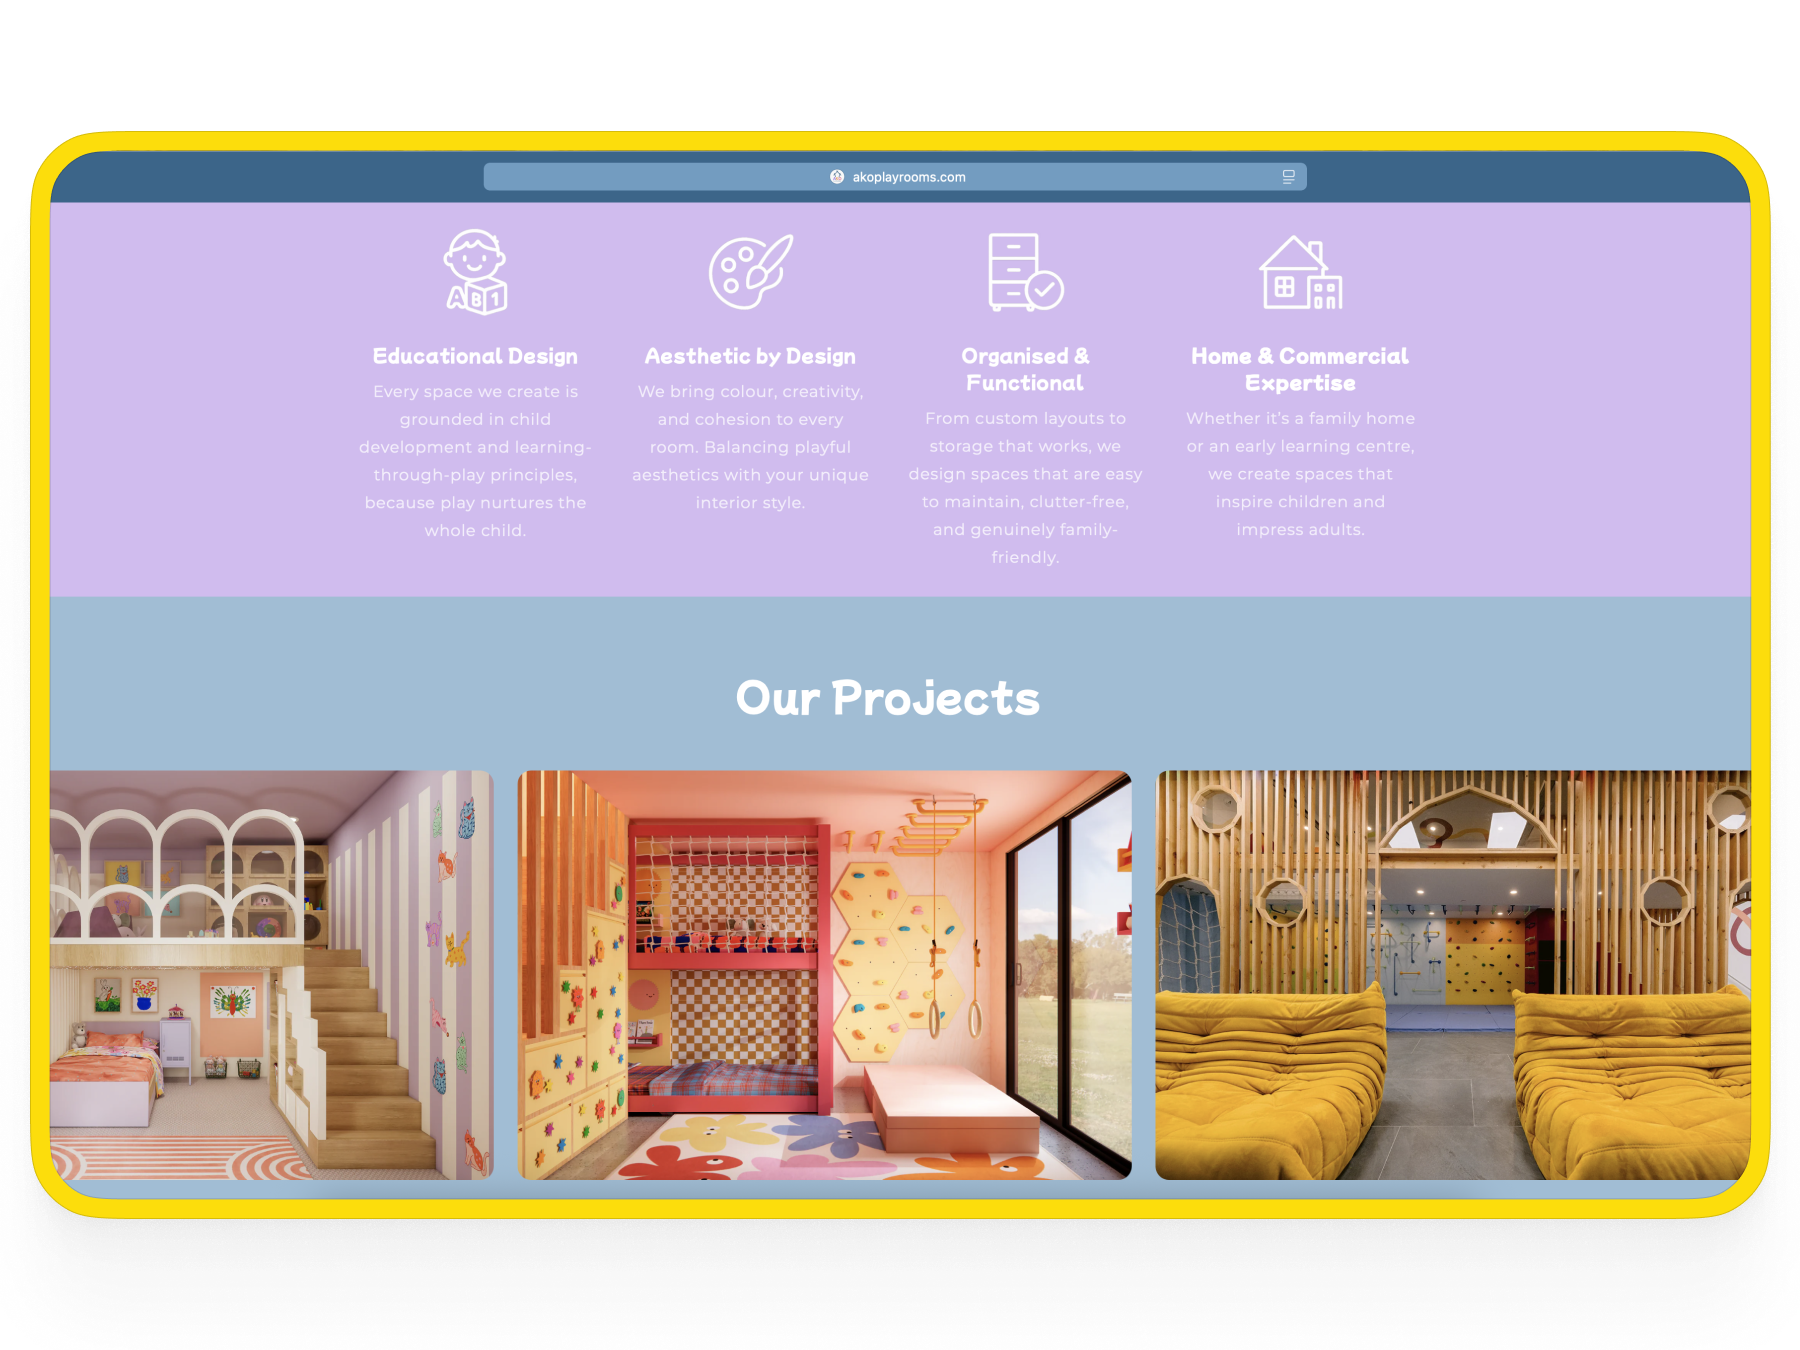 akoplayrooms.com
A B 1
Educational Design
Every space we create is
grounded in child
development and learning-
through-play principles,
because play nurtures the
whole child.
Aesthetic by Design
We bring colour, creativity,
and cohesion to every
room. Balancing playful
aesthetics with your unique
interior style.
Organised &
Functional
From custom layouts to
storage that works, we
design spaces that are easy
to maintain, clutter-free,
and genuinely family-
friendly.
Home & Commercial
Expertise
Whether it's a family home
or an early learning centre,
we create spaces that
inspire children and
impress adults.
Our Projects